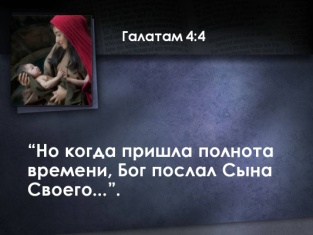 Галатам 4:4
“Но когда пришла полнота
времени, Бог послал Сына
Своего...”.